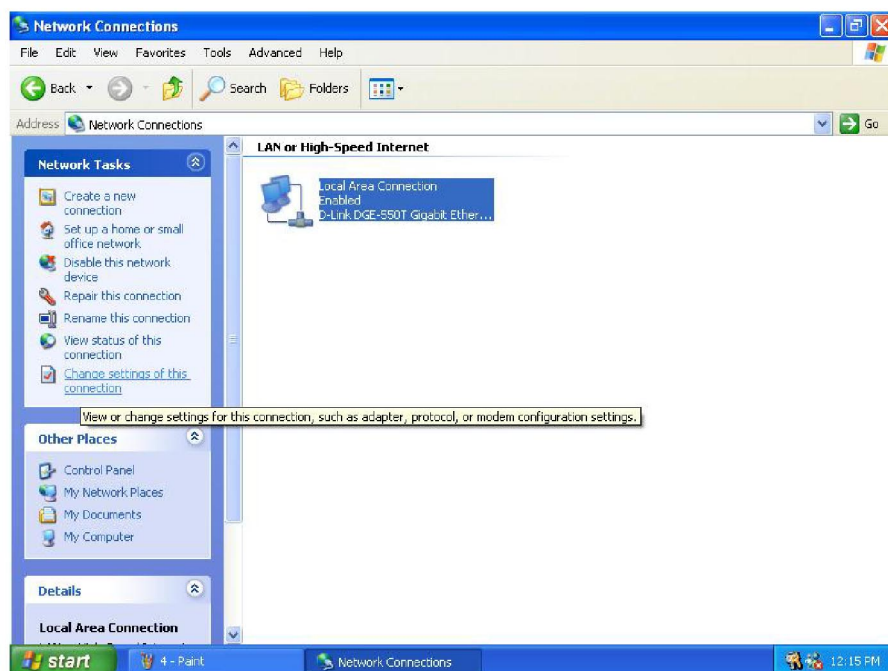 Network Connections
File Edit View Favorites Tools Advanced Help
Back Search Folders
Address Network Connections Go
Network Tasks
Create a new
connection
Set up a home or small
office network
Disable this network
device
Repair this connection
Rename this connection
View status of this
connection
Change settings of this
connection
LAN or High-Speed Internet
Local Area Connection
Enabled
D-Link DGE-550T Gigabit Ether...
View or change settings for this connection, such as adapter, protocol, or modem configuration settings.
Other Places
Control Panel
My Network Places
My Documents
My Computer
Details
Local Area Connection
start 4 - Paint Network Connections 12:15 PM